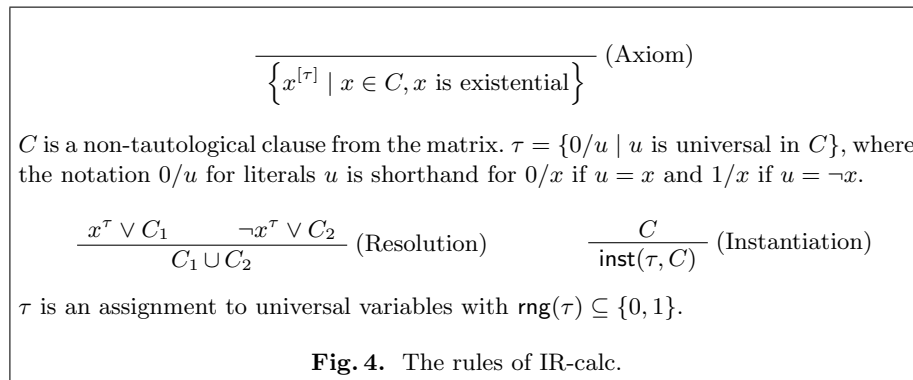 (Axiom)
{x^{[τ]} | x ∈ C, x is existential}
C is a non-tautological clause from the matrix. τ = {0/u | u is universal in C}, where
the notation 0/u for literals u is shorthand for 0/x if u = x and 1/x if u = ¬x.
x^τ ∨ C₁ ¬x^τ ∨ C₂ (Resolution) C (Instantiation)
C₁ ∪ C₂ inst(τ, C)
τ is an assignment to universal variables with rng(τ) ⊆ {0, 1}.
Fig. 4. The rules of IR-calc.